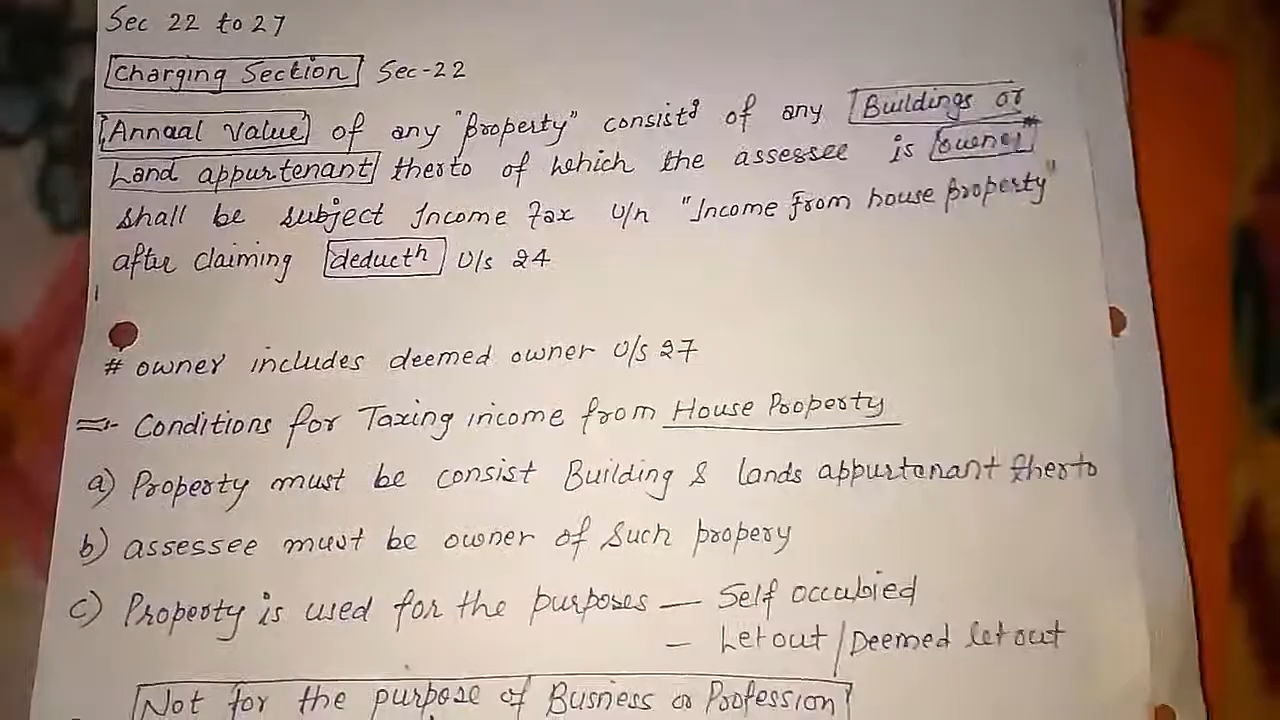 Sec 22 to 27
Charging Section Sec-22
Annual Value of any "property" consist^g of any Buildings or
Land appurtenant therto of which the assessee is "owner"
shall be subject Income Tax U/h "Income from house property"
after claiming deduct^n U/s 24
# owner includes deemed owner U/s 27
⇒ Conditions for Taxing income from House Property
a) Property must be consist Building & lands appurtenant therto
b) assessee must be owner of Such propery
c) Property is used for the purposes — Self occupied
– Let out / Deemed let out
Not for the purpose of Busness or Profession